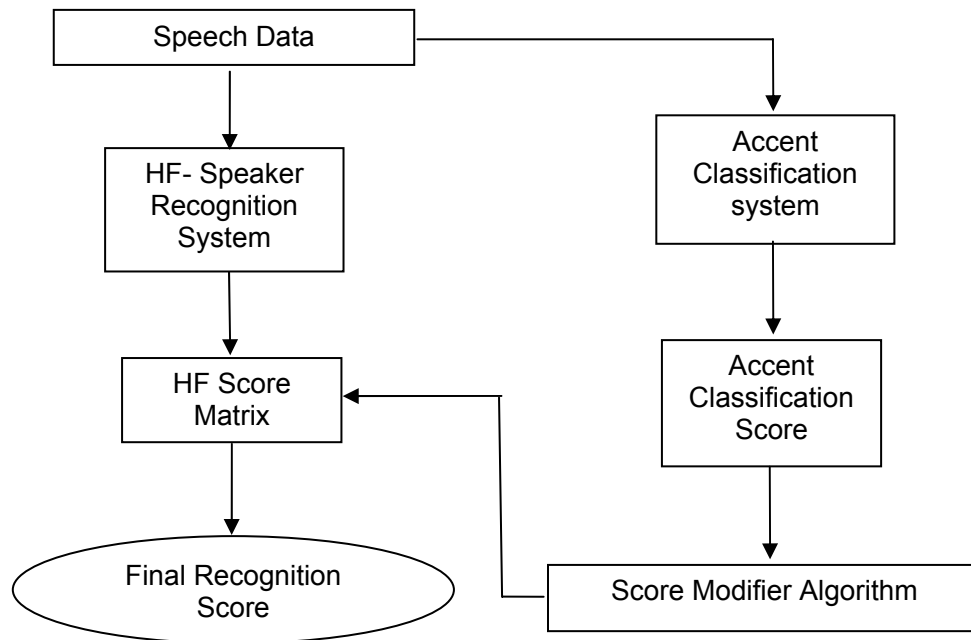 Speech Data
HF- Speaker
Recognition
System
HF Score
Matrix
Final Recognition
Score
Accent
Classification
system
Accent
Classification
Score
Score Modifier Algorithm